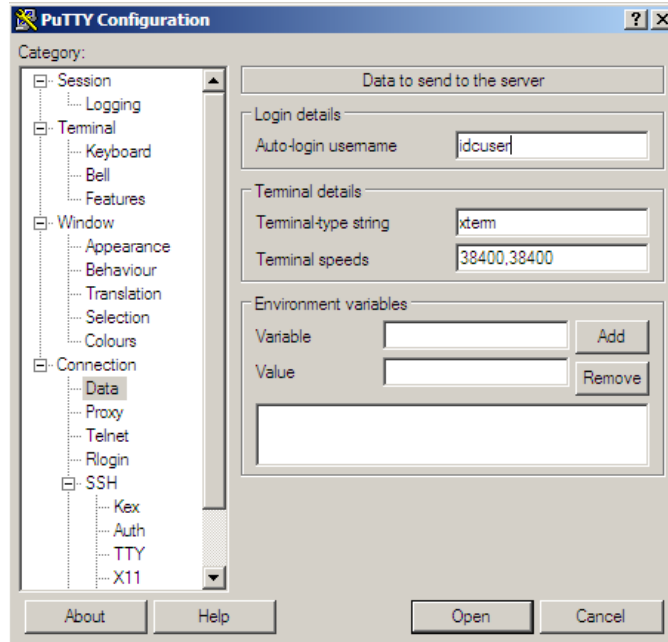 PuTTY Configuration
Category:
Session
Logging
Terminal
Keyboard
Bell
Features
Window
Appearance
Behaviour
Translation
Selection
Colours
Connection
Data
Proxy
Telnet
Rlogin
SSH
Kex
Auth
TTY
X11
Data to send to the server
Login details
Auto-login username idcuser
Terminal details
Terminal-type string xterm
Terminal speeds 38400,38400
Environment variables
Variable Add
Value Remove
About Help Open Cancel